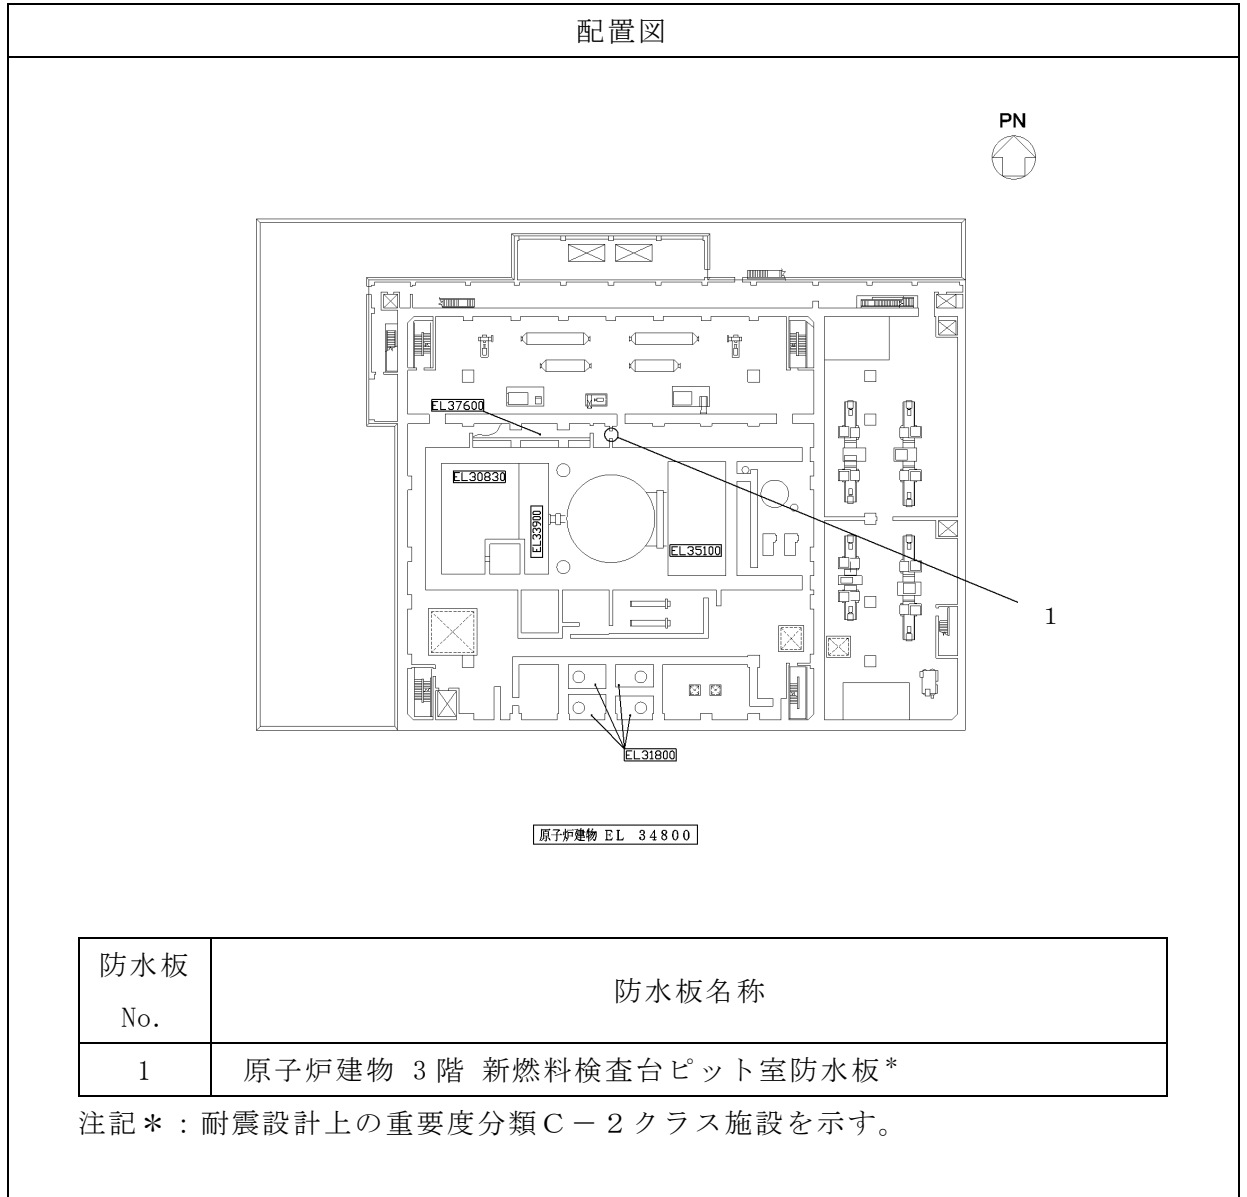 配置図
PN
EL37600
EL30830
EL33900
EL35100
1
EL31800
原子炉建物 EL 34800
防水板
No.
防水板名称
1
原子炉建物 3階 新燃料検査台ピット室防水板*
注記*:耐震設計上の重要度分類C-2クラス施設を示す。